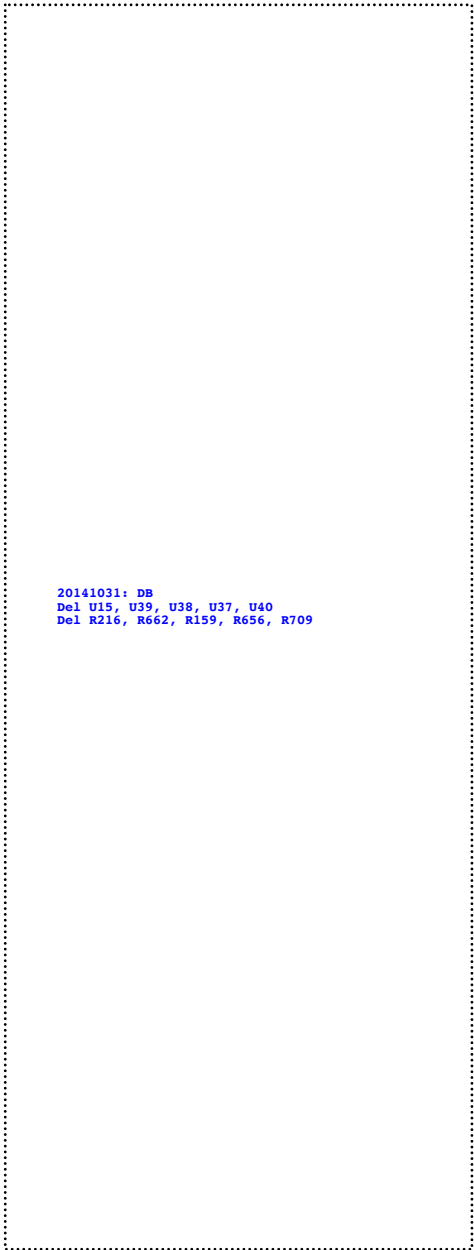 20141031: DB
Del U15, U39, U38, U37, U40
Del R216, R662, R159, R656, R709